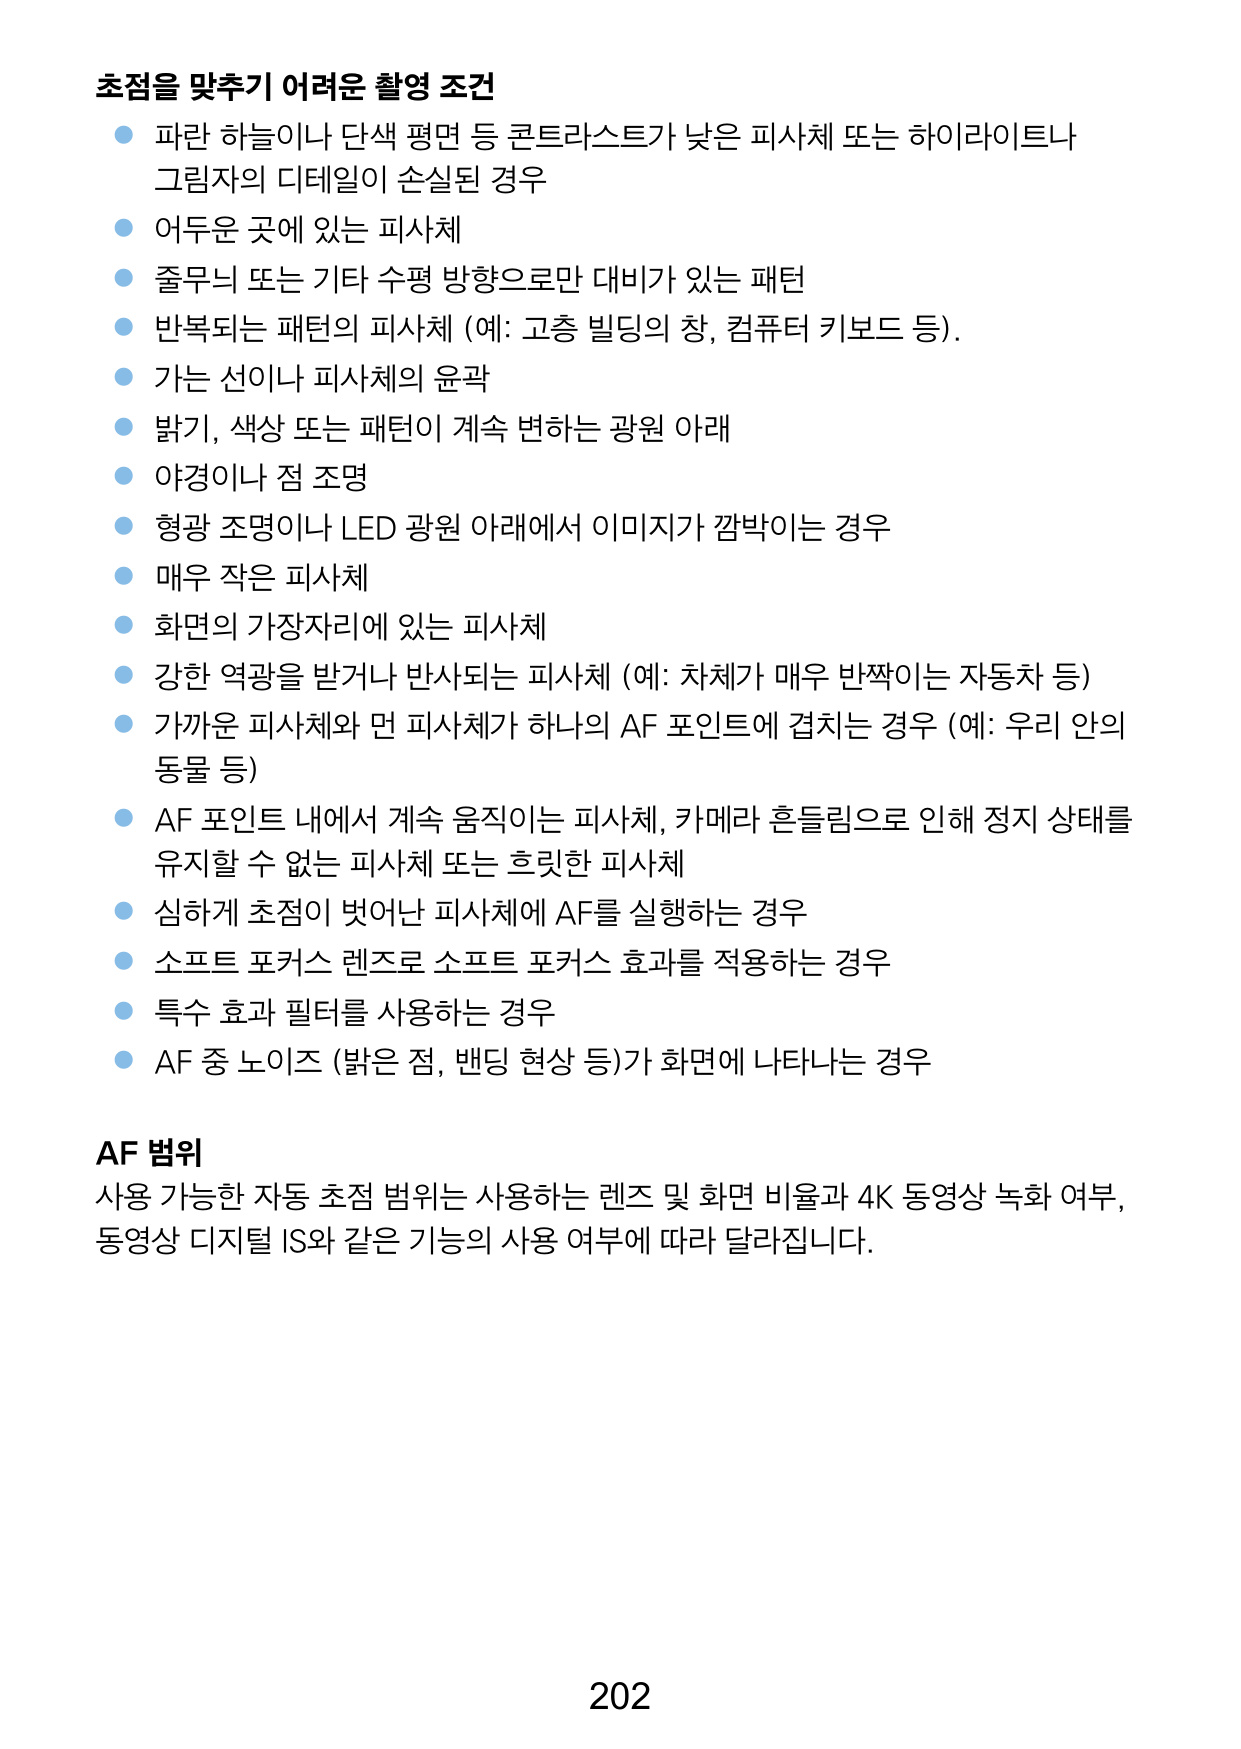 초점을 맞추기 어려운 촬영 조건
● 파란 하늘이나 단색 평면 등 콘트라스트가 낮은 피사체 또는 하이라이트나
그림자의 디테일이 손실된 경우
● 어두운 곳에 있는 피사체
● 줄무늬 또는 기타 수평 방향으로만 대비가 있는 패턴
● 반복되는 패턴의 피사체 (예: 고층 빌딩의 창, 컴퓨터 키보드 등).
● 가는 선이나 피사체의 윤곽
● 밝기, 색상 또는 패턴이 계속 변하는 광원 아래
● 야경이나 점 조명
● 형광 조명이나 LED 광원 아래에서 이미지가 깜박이는 경우
● 매우 작은 피사체
● 화면의 가장자리에 있는 피사체
● 강한 역광을 받거나 반사되는 피사체 (예: 차체가 매우 반짝이는 자동차 등)
● 가까운 피사체와 먼 피사체가 하나의 AF 포인트에 겹치는 경우 (예: 우리 안의
동물 등)
● AF 포인트 내에서 계속 움직이는 피사체, 카메라 흔들림으로 인해 정지 상태를
유지할 수 없는 피사체 또는 흐릿한 피사체
● 심하게 초점이 벗어난 피사체에 AF를 실행하는 경우
● 소프트 포커스 렌즈로 소프트 포커스 효과를 적용하는 경우
● 특수 효과 필터를 사용하는 경우
● AF 중 노이즈 (밝은 점, 밴딩 현상 등)가 화면에 나타나는 경우
AF 범위
사용 가능한 자동 초점 범위는 사용하는 렌즈 및 화면 비율과 4K 동영상 녹화 여부,
동영상 디지털 IS와 같은 기능의 사용 여부에 따라 달라집니다.
202